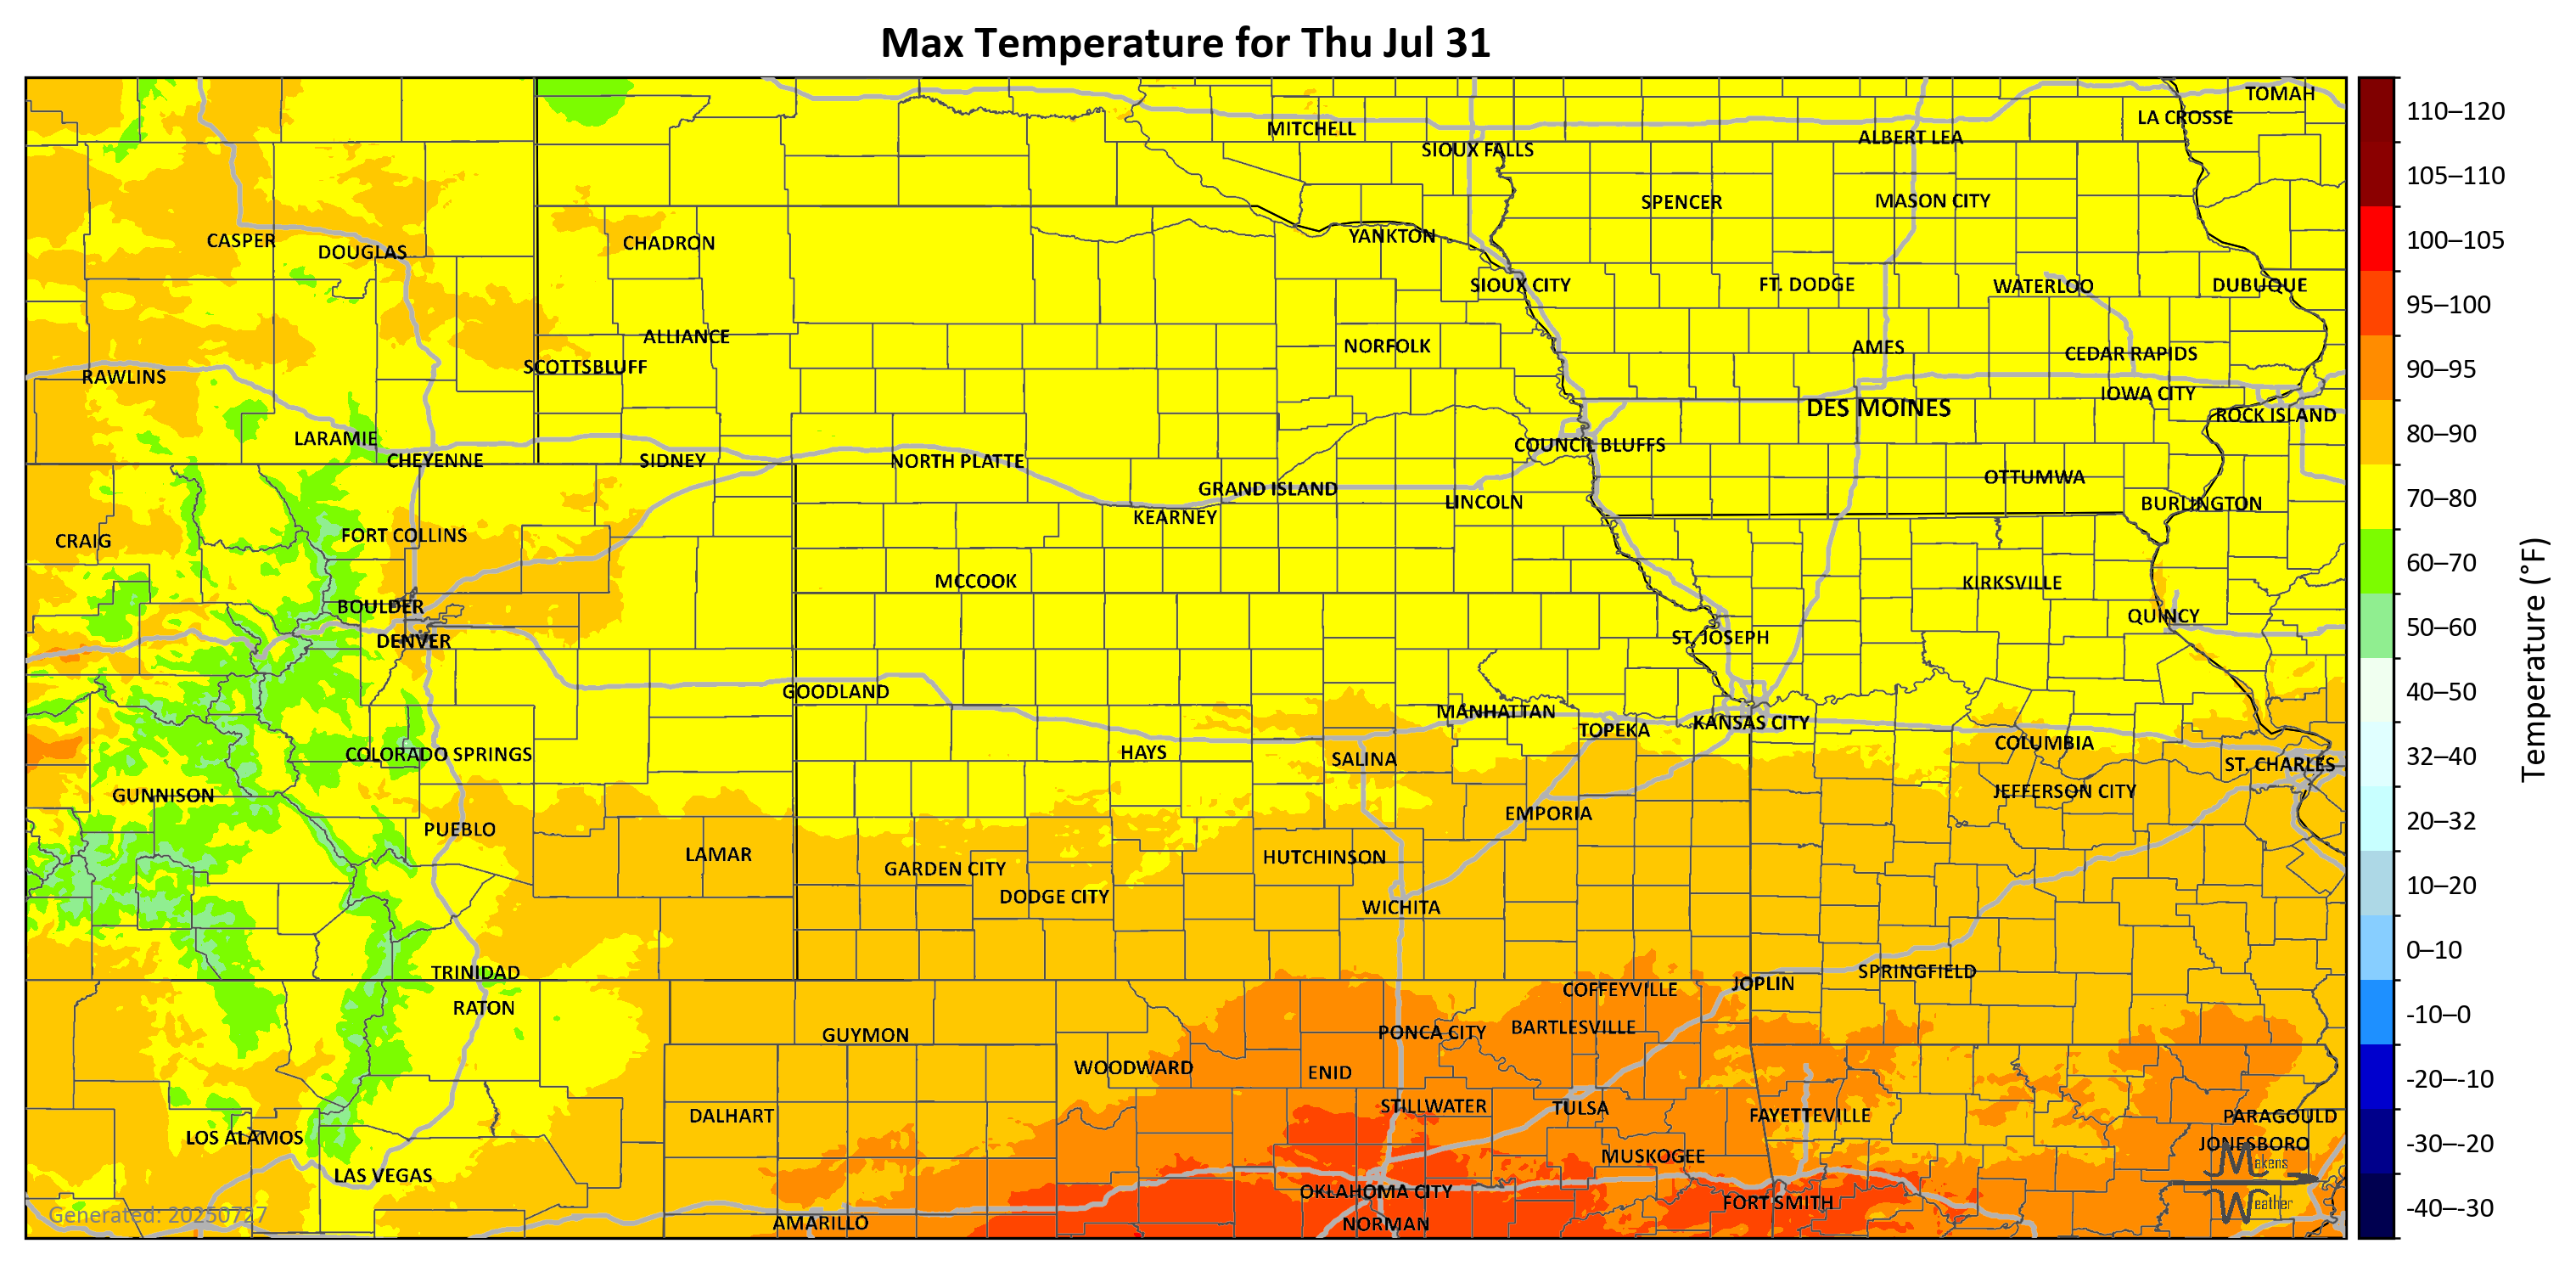 Max Temperature for Thu Jul 31
TOMAH
LA CROSSE
MITCHELL
ALBERT LEA
SIOUX FALLS
SPENCER
MASON CITY
CASPER
CHADRON
YANKTON
DOUGLAS
SIOUX CITY
FT. DODGE
WATERLOO
DUBUQUE
ALLIANCE
NORFOLK
AMES
CEDAR RAPIDS
SCOTTSBLUFF
RAWLINS
IOWA CITY
DES MOINES
ROCK ISLAND
LARAMIE
COUNCIL BLUFFS
CHEYENNE
SIDNEY
NORTH PLATTE
OTTUMWA
GRAND ISLAND
LINCOLN
BURLINGTON
KEARNEY
CRAIG
FORT COLLINS
MCCOOK
KIRKSVILLE
BOULDER
QUINCY
DENVER
ST. JOSEPH
GOODLAND
MANHATTAN
TOPEKA
KANSAS CITY
COLUMBIA
COLORADO SPRINGS
HAYS
SALINA
ST. CHARLES
GUNNISON
JEFFERSON CITY
EMPORIA
PUEBLO
LAMAR
HUTCHINSON
GARDEN CITY
DODGE CITY
WICHITA
TRINIDAD
SPRINGFIELD
JOPLIN
COFFEYVILLE
RATON
GUYMON
PONCA CITY
BARTLESVILLE
WOODWARD
ENID
STILLWATER
TULSA
DALHART
FAYETTEVILLE
PARAGOULD
LOS ALAMOS
JONESBORO
MUSKOGEE
LAS VEGAS
OKLAHOMA CITY
FORT SMITH
AMARILLO
NORMAN
Generated: 20250727
Makens
Weather
110–120
105–110
100–105
95–100
90–95
80–90
70–80
60–70
50–60
40–50
32–40
20–32
10–20
0–10
-10–0
-20–-10
-30–-20
-40–-30
Temperature (°F)